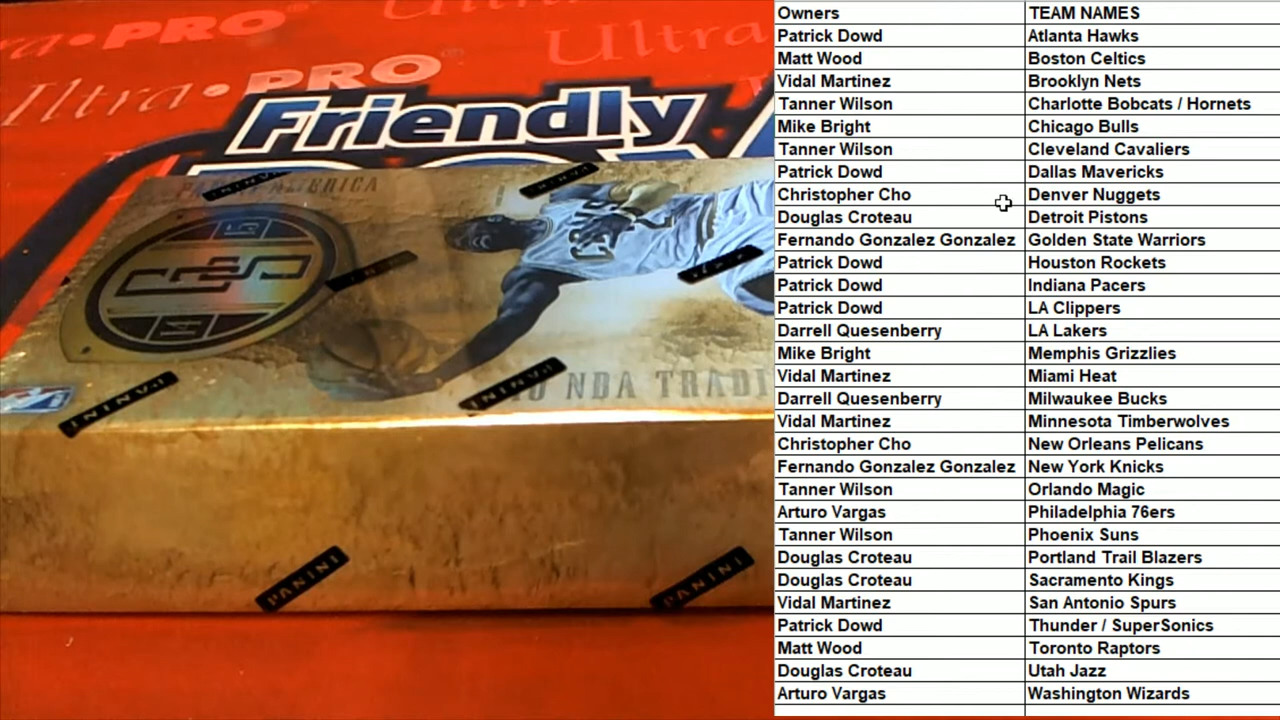 Ultra•PRO®
Ultra
Ultra•PRO®
Friendly
PANINI AMERICA
PANINI
PANINI
PANINI
NBA TRADI
PANINI
PANINI
Owners TEAM NAMES
Patrick Dowd Atlanta Hawks
Matt Wood Boston Celtics
Vidal Martinez Brooklyn Nets
Tanner Wilson Charlotte Bobcats / Hornets
Mike Bright Chicago Bulls
Tanner Wilson Cleveland Cavaliers
Patrick Dowd Dallas Mavericks
Christopher Cho Denver Nuggets
Douglas Croteau Detroit Pistons
Fernando Gonzalez Gonzalez Golden State Warriors
Patrick Dowd Houston Rockets
Patrick Dowd Indiana Pacers
Patrick Dowd LA Clippers
Darrell Quesenberry LA Lakers
Mike Bright Memphis Grizzlies
Vidal Martinez Miami Heat
Darrell Quesenberry Milwaukee Bucks
Vidal Martinez Minnesota Timberwolves
Christopher Cho New Orleans Pelicans
Fernando Gonzalez Gonzalez New York Knicks
Tanner Wilson Orlando Magic
Arturo Vargas Philadelphia 76ers
Tanner Wilson Phoenix Suns
Douglas Croteau Portland Trail Blazers
Douglas Croteau Sacramento Kings
Vidal Martinez San Antonio Spurs
Patrick Dowd Thunder / SuperSonics
Matt Wood Toronto Raptors
Douglas Croteau Utah Jazz
Arturo Vargas Washington Wizards